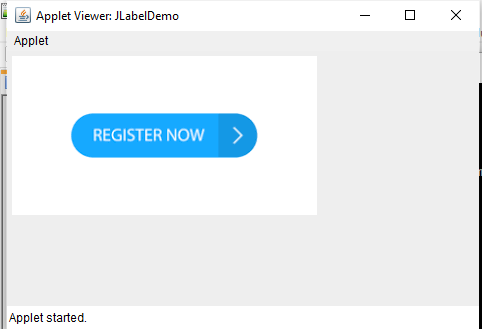 Applet Viewer: JLabelDemo
Applet
REGISTER NOW
Applet started.